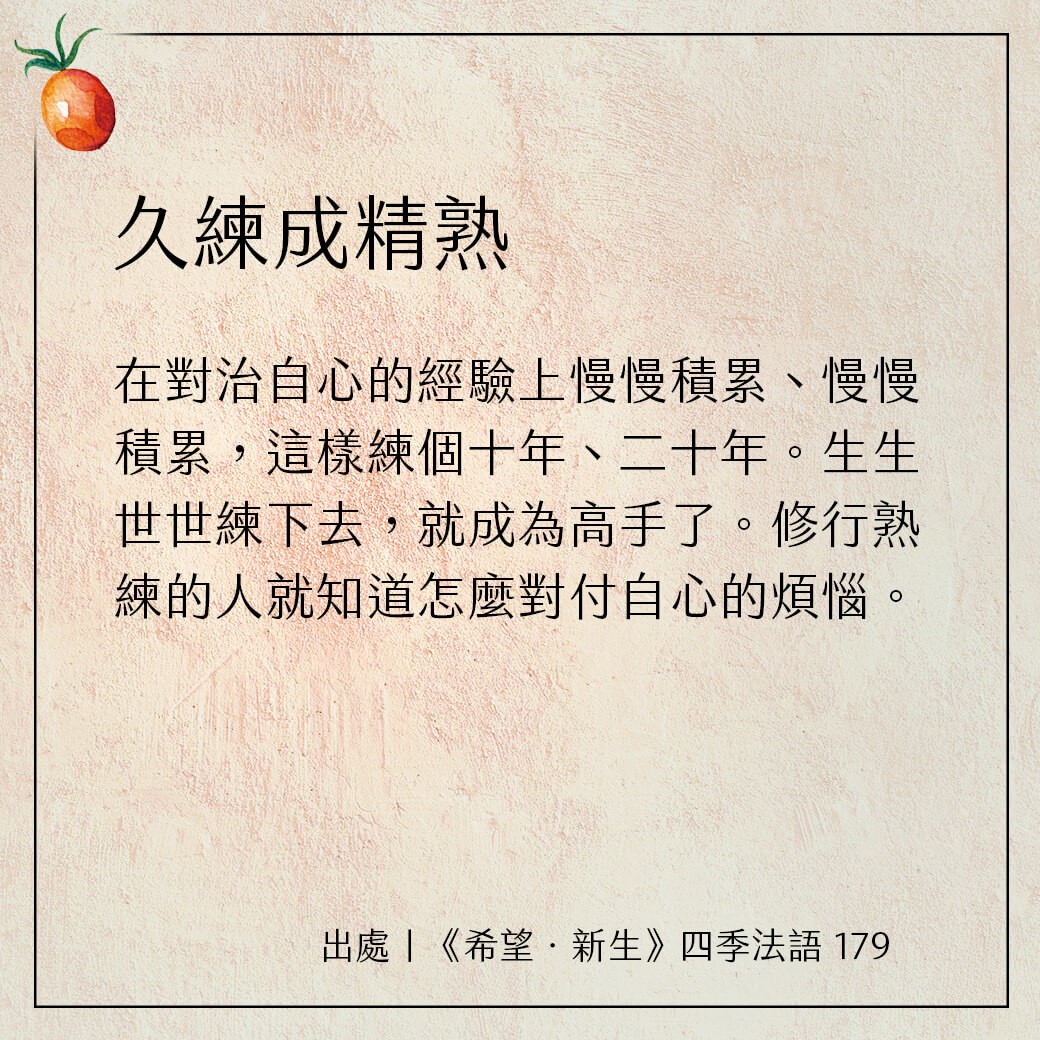 久練成精熟
在對治自心的經驗上慢慢積累、慢慢
積累，這樣練個十年、二十年。生生
世世練下去，就成為高手了。修行熟
練的人就知道怎麼對付自心的煩惱。
出處｜《希望．新生》四季法語 179